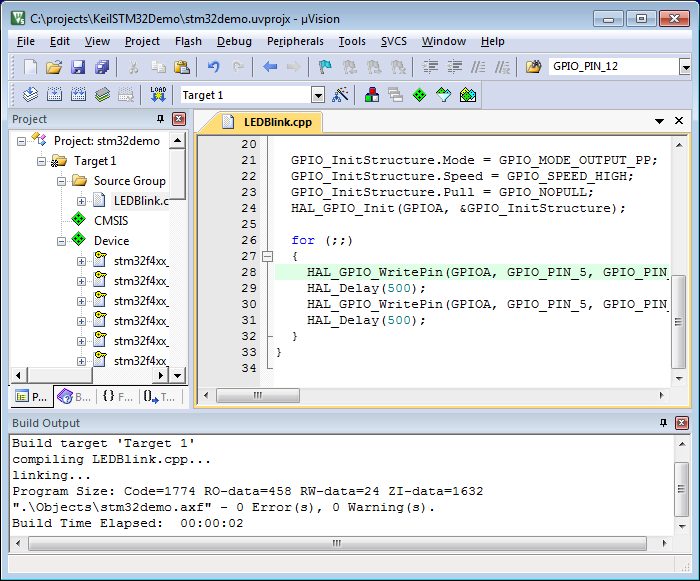 C:\projects\KeilSTM32Demo\stm32demo.uvprojx - µVision
File Edit View Project Flash Debug Peripherals Tools SVCS Window Help
GPIO_PIN_12
LOAD
Target 1
Project
LEDBlink.cpp
Project: stm32demo
Target 1
Source Group
LEDBlink.c
CMSIS
Device
stm32f4xx_
stm32f4xx_
stm32f4xx_
stm32f4xx_
stm32f4xx_
stm32f4xx_
P... B... {} F... 0 T...
20
21 GPIO_InitStructure.Mode = GPIO_MODE_OUTPUT_PP;
22 GPIO_InitStructure.Speed = GPIO_SPEED_HIGH;
23 GPIO_InitStructure.Pull = GPIO_NOPULL;
24 HAL_GPIO_Init(GPIOA, &GPIO_InitStructure);
25
26 for (;;)
27 {
28 HAL_GPIO_WritePin(GPIOA, GPIO_PIN_5, GPIO_PIN_
29 HAL_Delay(500);
30 HAL_GPIO_WritePin(GPIOA, GPIO_PIN_5, GPIO_PIN_
31 HAL_Delay(500);
32 }
33 }
34
Build Output
Build target 'Target 1'
compiling LEDBlink.cpp...
linking...
Program Size: Code=1774 RO-data=458 RW-data=24 ZI-data=1632
".\Objects\stm32demo.axf" - 0 Error(s), 0 Warning(s).
Build Time Elapsed:  00:00:02